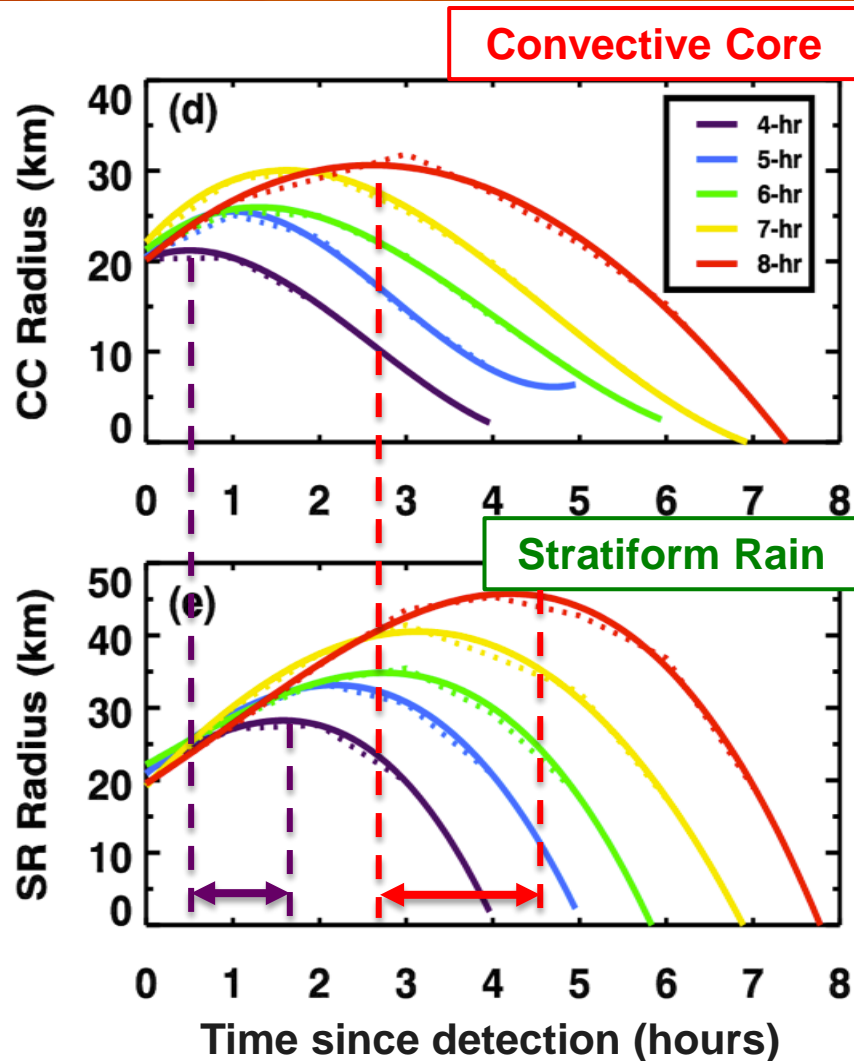 Convective Core
(d)
CC Radius (km)
40
30
20
10
0
4-hr
5-hr
6-hr
7-hr
8-hr
0 1 2 3 4 5 6 7 8
Stratiform Rain
(e)
SR Radius (km)
50
40
30
20
10
0
0 1 2 3 4 5 6 7 8
Time since detection (hours)